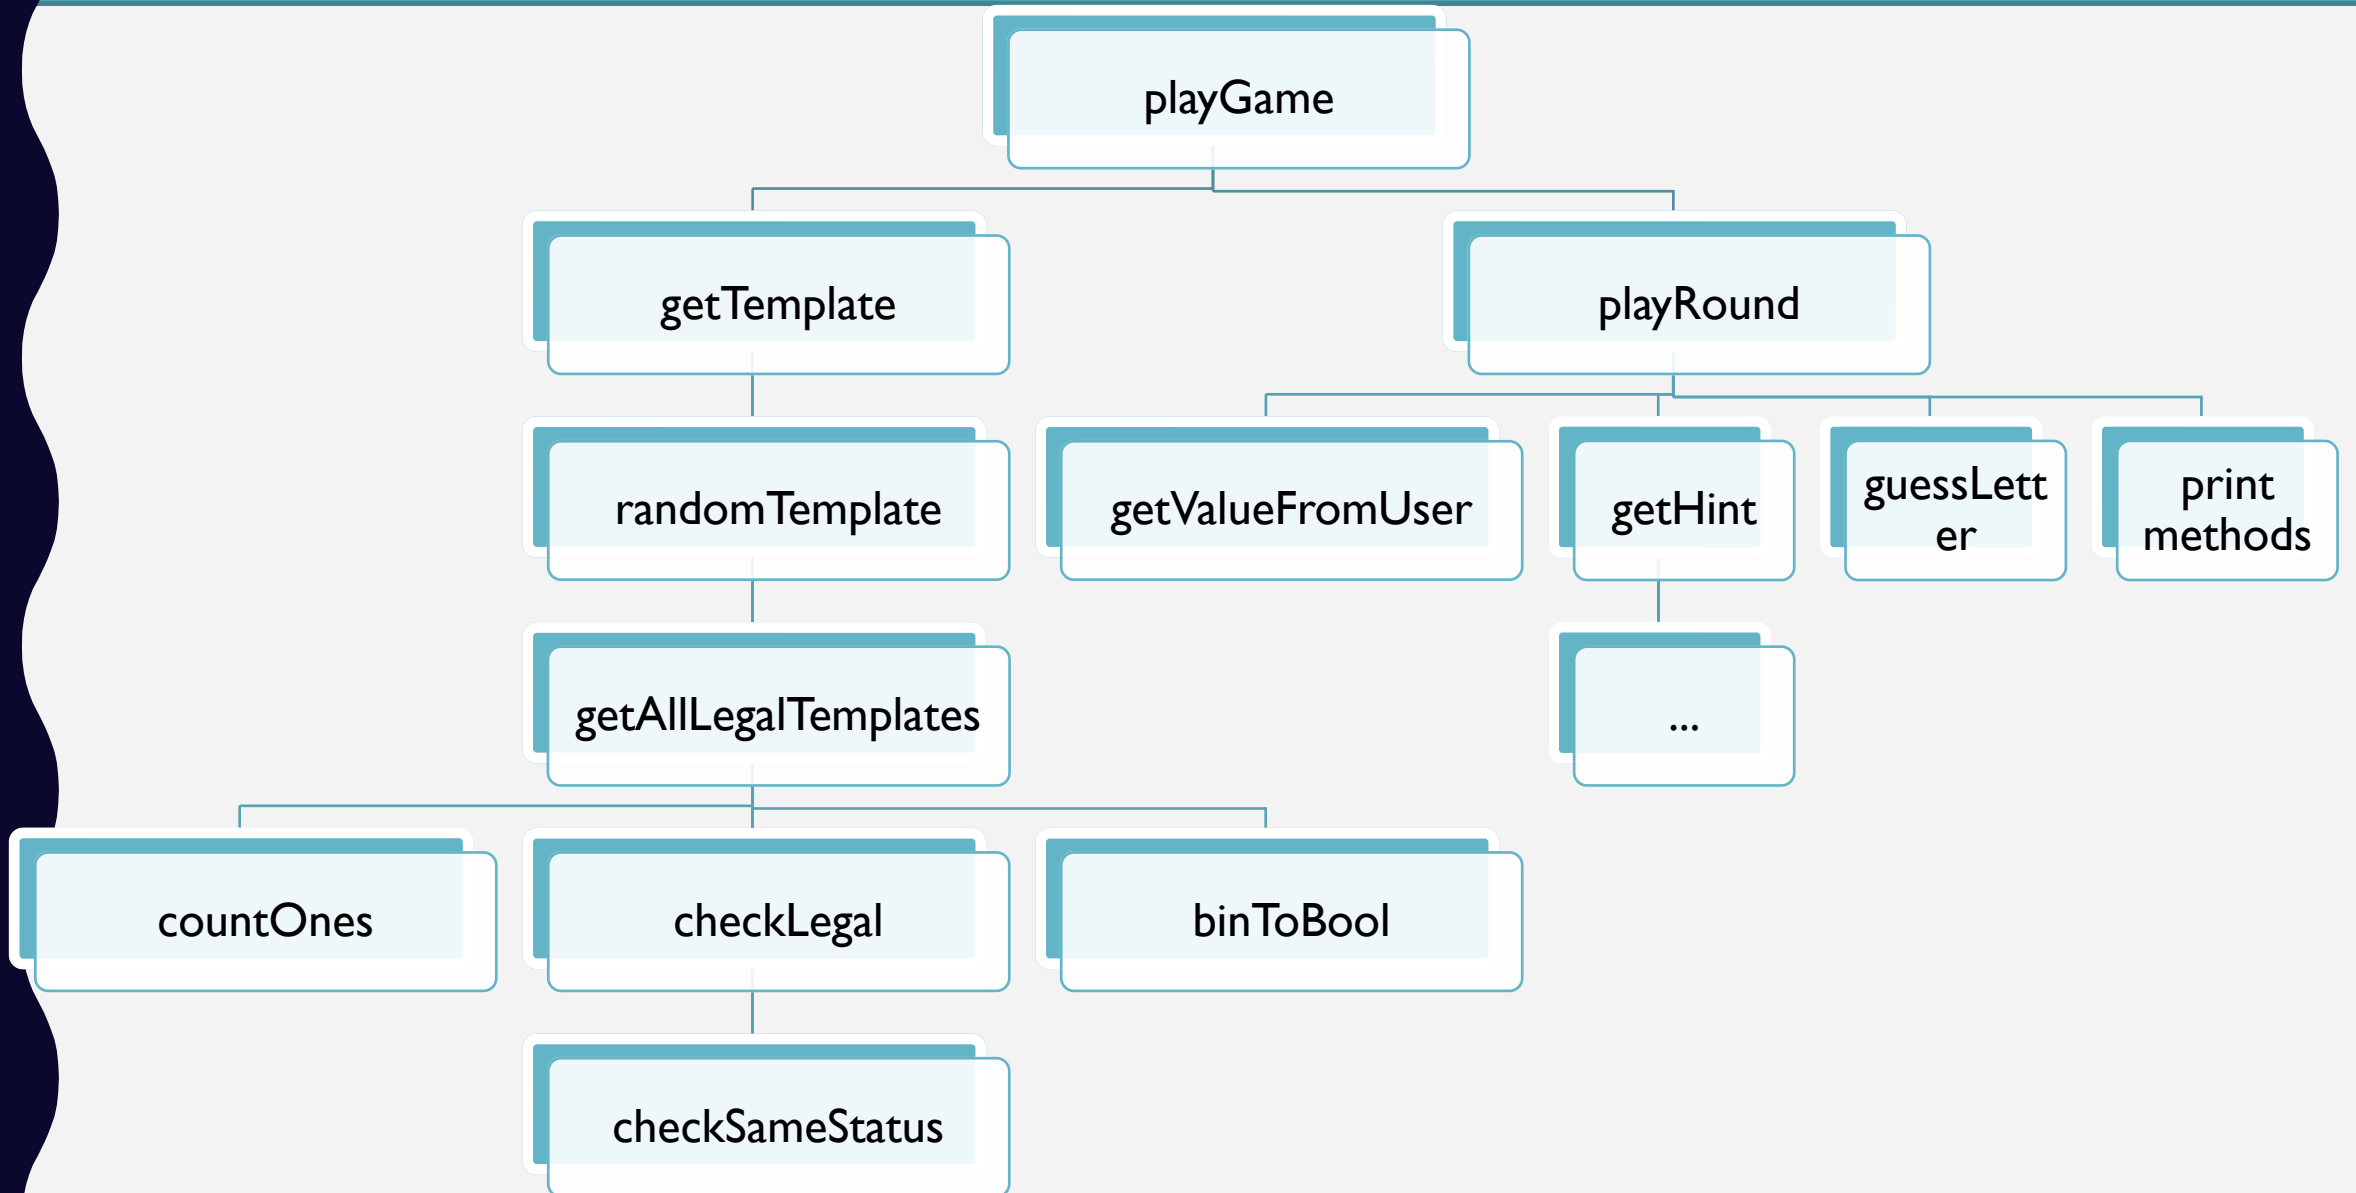 playGame
getTemplate
playRound
randomTemplate
getValueFromUser
getHint
guessLett
er
print
methods
getAllLegalTemplates
...
countOnes
checkLegal
binToBool
checkSameStatus